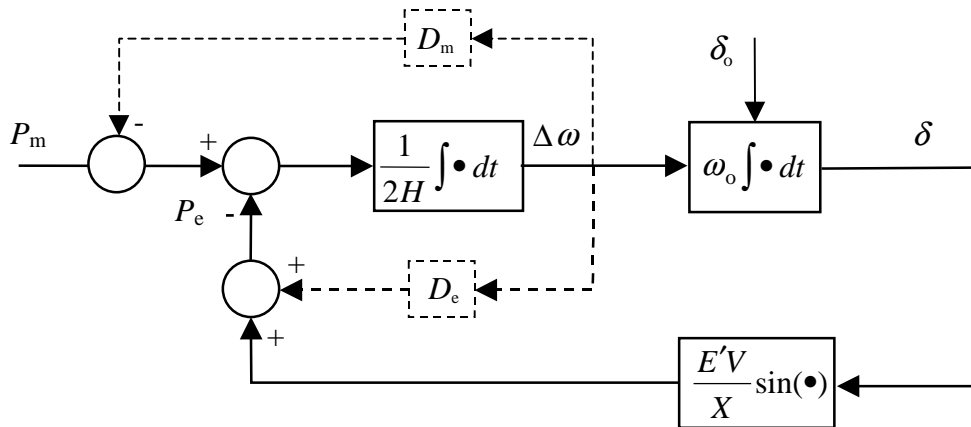 D_m
δ_o
-
P_m
+
1/2H ∫ • dt
Δω
ω_o ∫ • dt
δ
P_e
-
+
D_e
+
E′V/X sin(•)